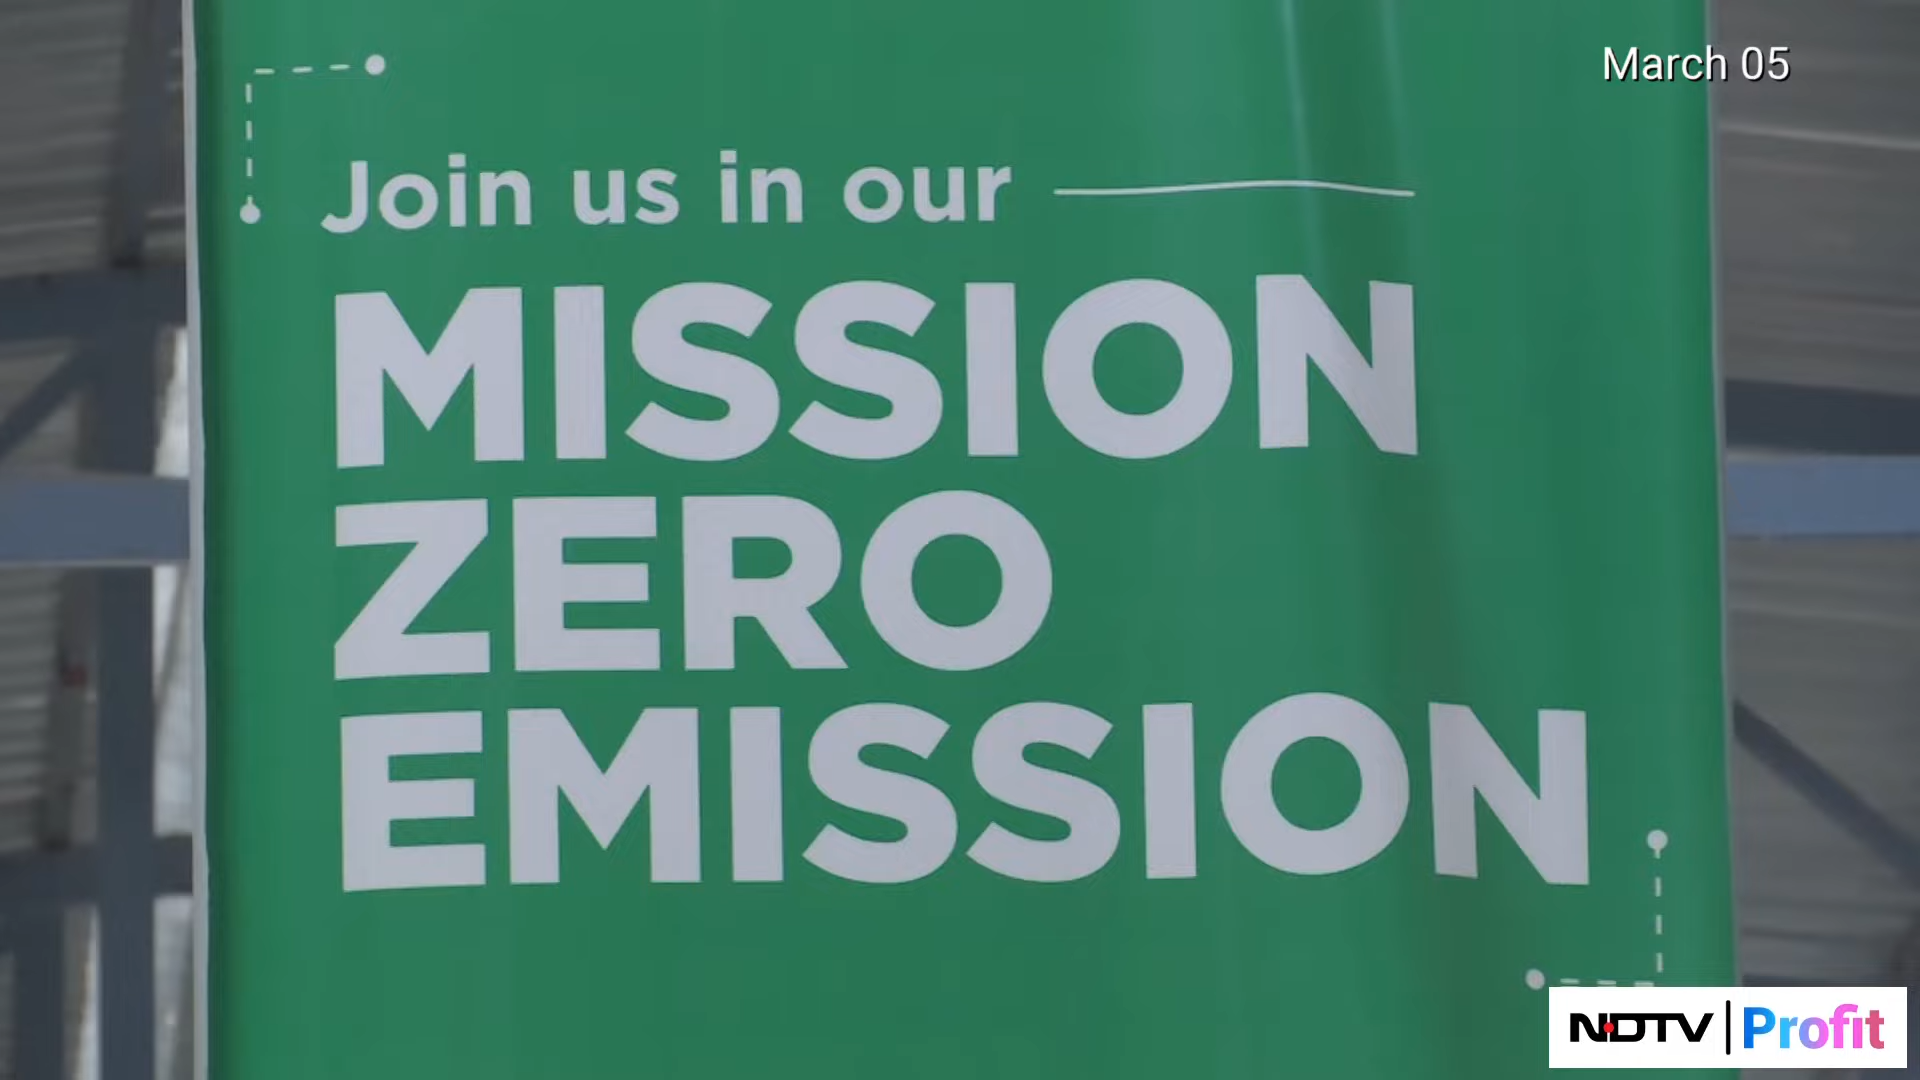 March 05
Join us in our
MISSION
ZERO
EMISSION
NDTV Profit